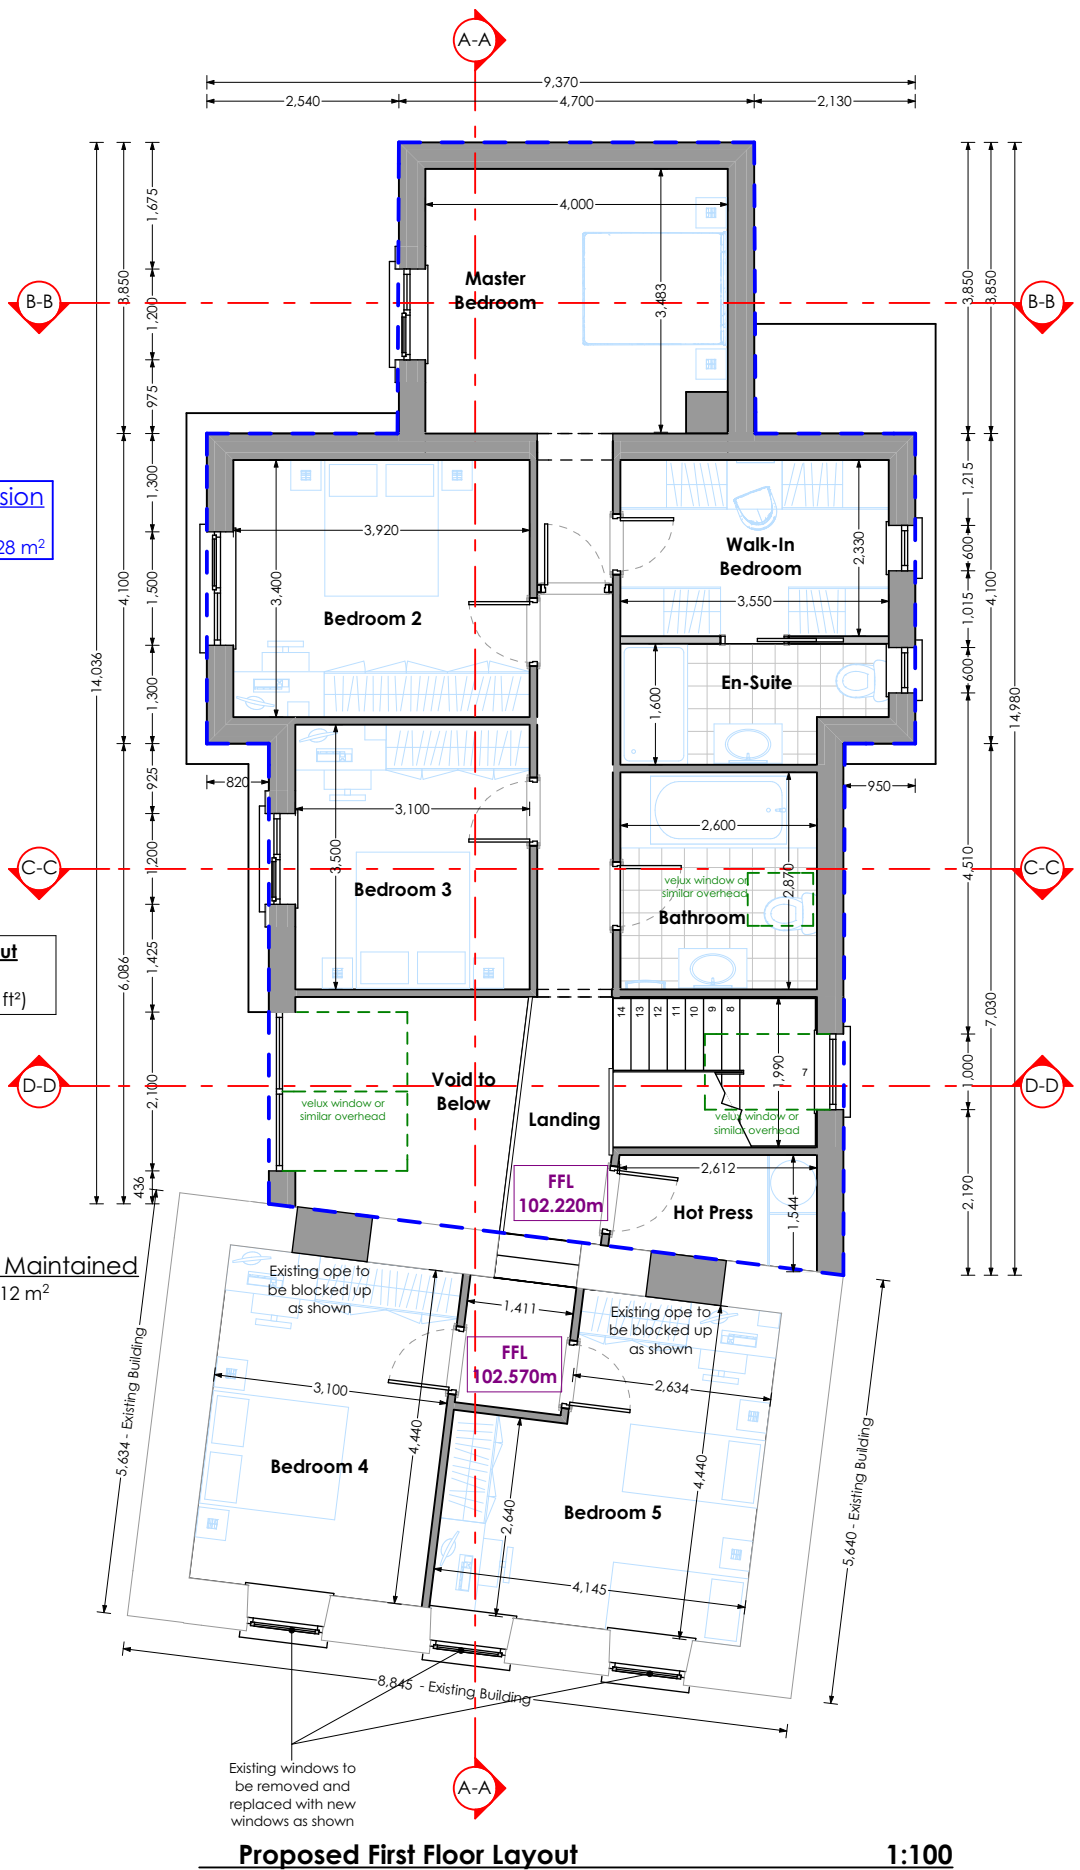 A-A
9,370
2,540
4,700
2,130
1,675
3,850
1,200
975
4,000
3,483
Master
Bedroom
3,850
3,850
B-B
B-B
sion
28 m²
14,036
4,100
1,300
1,500
1,300
3,920
3,400
Bedroom 2
Walk-In
Bedroom
2,330
3,550
En-Suite
1,600
1,215
600
1,015
600
4,100
14,980
820
950
925
1,200
1,425
6,086
3,100
3,500
Bedroom 3
2,600
2,870
velux window or
similar overhead
Bathroom
4,510
7,030
C-C
C-C
ut
ft²)
14
13
12
11
10
9
8
7
1,990
D-D
D-D
2,100
436
Void to
Below
velux window or
similar overhead
Landing
velux window or
similar overhead
1,000
2,190
FFL
102.220m
2,612
1,544
Hot Press
Maintained
12 m²
Existing ope to
be blocked up
as shown
1,411
Existing ope to
be blocked up
as shown
FFL
102.570m
5,634 - Existing Building
3,100
4,440
Bedroom 4
2,634
4,440
2,640
Bedroom 5
4,145
5,640 - Existing Building
8,845 - Existing Building
Existing windows to
be removed and
replaced with new
windows as shown
A-A
Proposed First Floor Layout
1:100